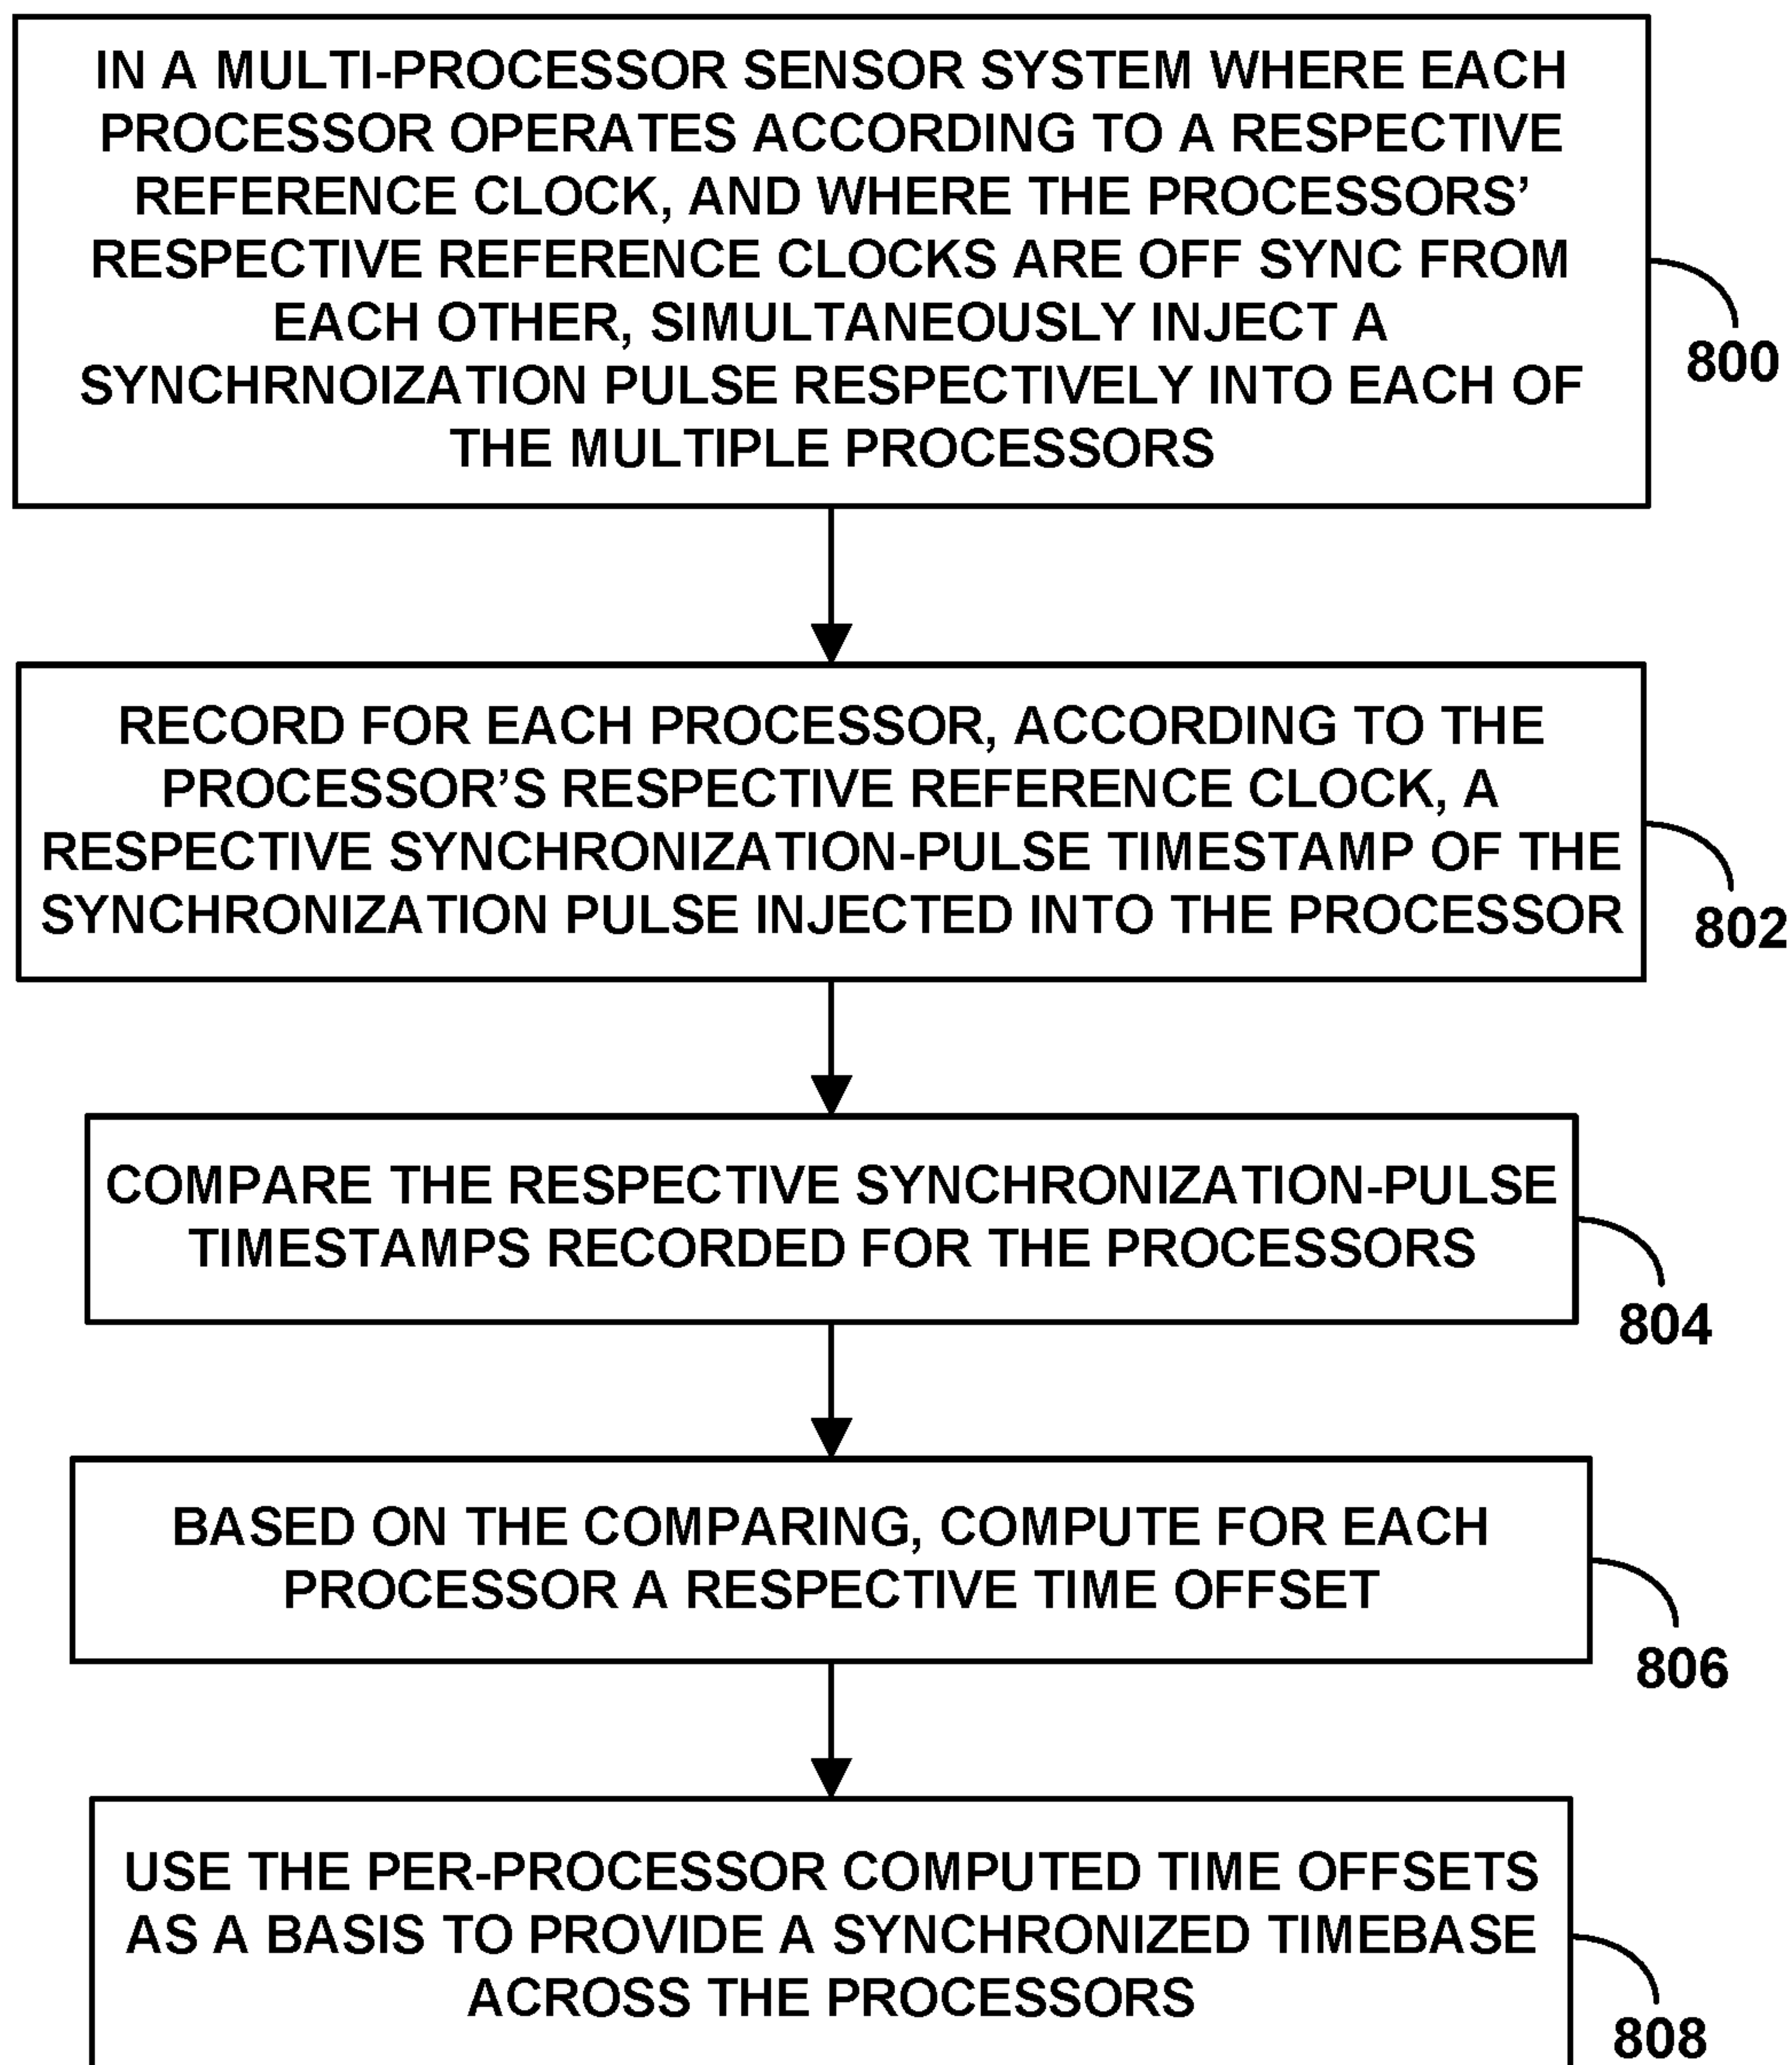 IN A MULTI-PROCESSOR SENSOR SYSTEM WHERE EACH
PROCESSOR OPERATES ACCORDING TO A RESPECTIVE
REFERENCE CLOCK, AND WHERE THE PROCESSORS’
RESPECTIVE REFERENCE CLOCKS ARE OFF SYNC FROM
EACH OTHER, SIMULTANEOUSLY INJECT A
SYNCHRNOIZATION PULSE RESPECTIVELY INTO EACH OF
THE MULTIPLE PROCESSORS
800
RECORD FOR EACH PROCESSOR, ACCORDING TO THE
PROCESSOR’S RESPECTIVE REFERENCE CLOCK, A
RESPECTIVE SYNCHRONIZATION-PULSE TIMESTAMP OF THE
SYNCHRONIZATION PULSE INJECTED INTO THE PROCESSOR
802
COMPARE THE RESPECTIVE SYNCHRONIZATION-PULSE
TIMESTAMPS RECORDED FOR THE PROCESSORS
804
BASED ON THE COMPARING, COMPUTE FOR EACH
PROCESSOR A RESPECTIVE TIME OFFSET
806
USE THE PER-PROCESSOR COMPUTED TIME OFFSETS
AS A BASIS TO PROVIDE A SYNCHRONIZED TIMEBASE
ACROSS THE PROCESSORS
808